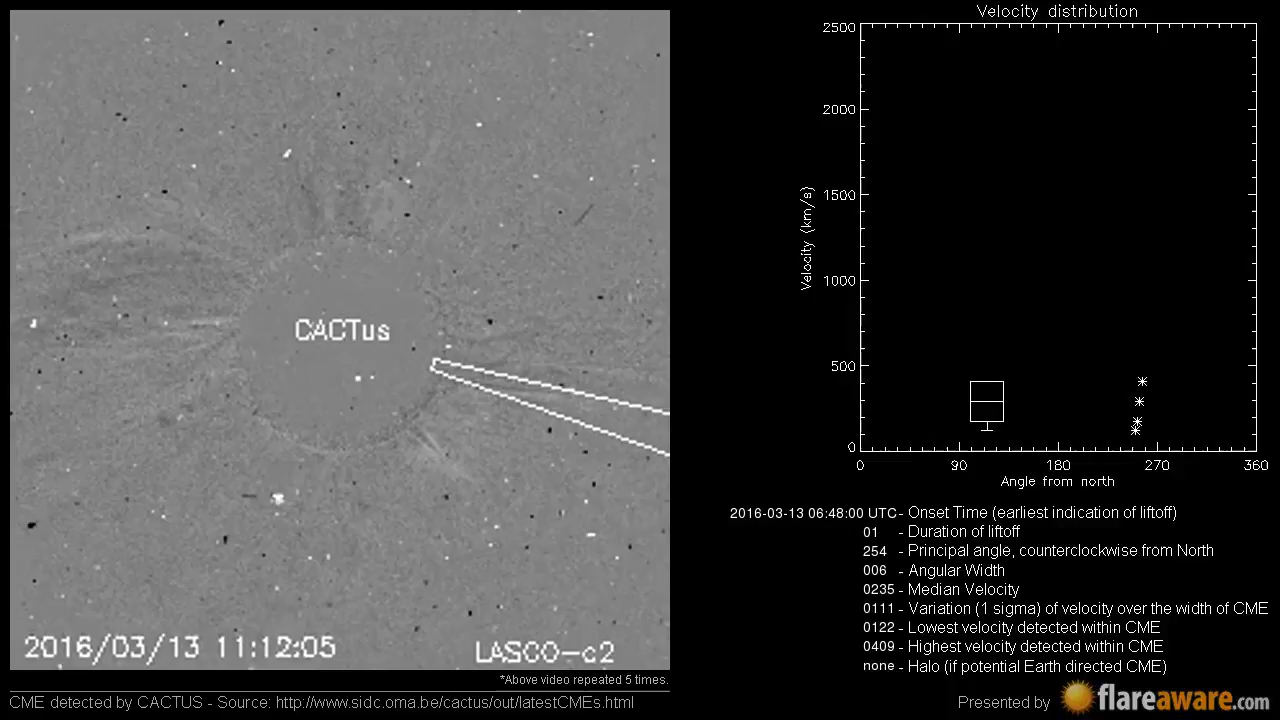 CACTus
2016/03/13 11:12:05
LASCO-c2
*Above video repeated 5 times.
CME detected by CACTUS - Source: http://www.sidc.oma.be/cactus/out/latestCMEs.html
Velocity distribution
2500
2000
1500
1000
500
0
Velocity (km/s)
0 90 180 270 360
Angle from north
2016-03-13 06:48:00 UTC - Onset Time (earliest indication of liftoff)
01 - Duration of liftoff
254 - Principal angle, counterclockwise from North
006 - Angular Width
0235 - Median Velocity
0111 - Variation (1 sigma) of velocity over the width of CME
0122 - Lowest velocity detected within CME
0409 - Highest velocity detected within CME
none - Halo (if potential Earth directed CME)
Presented by flareaware.com